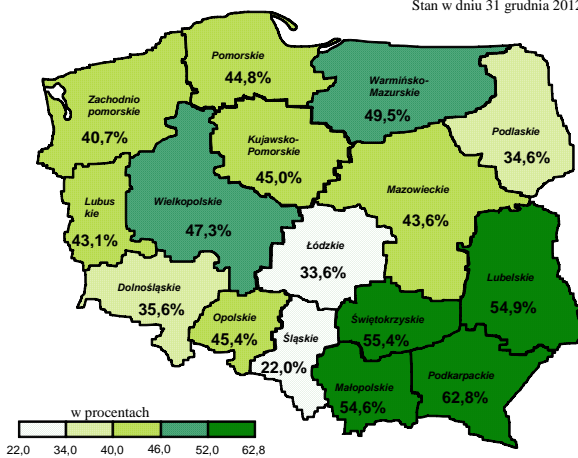 Stan w dniu 31 grudnia 2012
Pomorskie
44,8%
Warmińsko-
Mazurskie
49,5%
Zachodnio
pomorskie
40,7%
Podlaskie
34,6%
Kujawsko-
Pomorskie
45,0%
Lubus
kie
43,1%
Wielkopolskie
47,3%
Mazowieckie
43,6%
Łódzkie
33,6%
Lubelskie
54,9%
Dolnośląskie
35,6%
Opolskie
45,4%
Śląskie
22,0%
Świętokrzyskie
55,4%
Małopolskie
54,6%
Podkarpackie
62,8%
w procentach
22,0 34,0 40,0 46,0 52,0 62,8